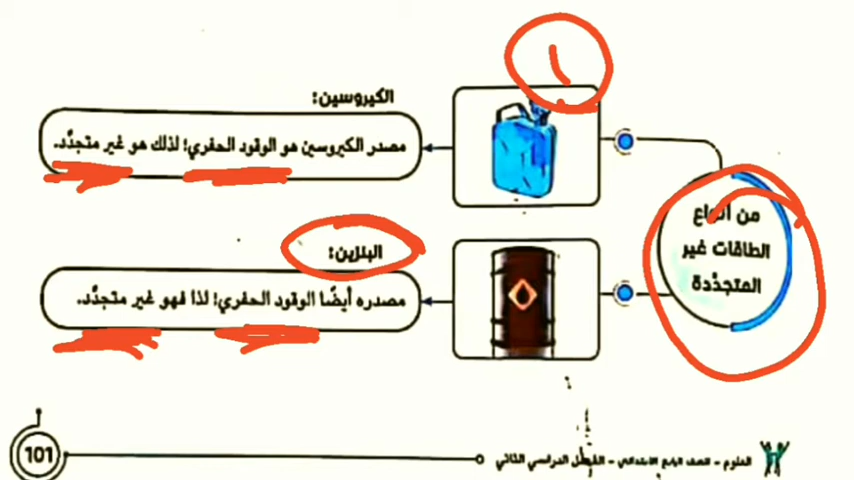 الكيروسين:
مصدر الكيروسين هو الوقود الحفري؛ لذلك هو غير متجدِّد.
من أنواع
الطاقات غير
المتجدِّدة
البنزين:
مصدره أيضًا الوقود الحفري؛ لذا فهو غير متجدِّد.
العلوم - الصف الرابع الابتدائي - الفصل الدراسي الثاني
101